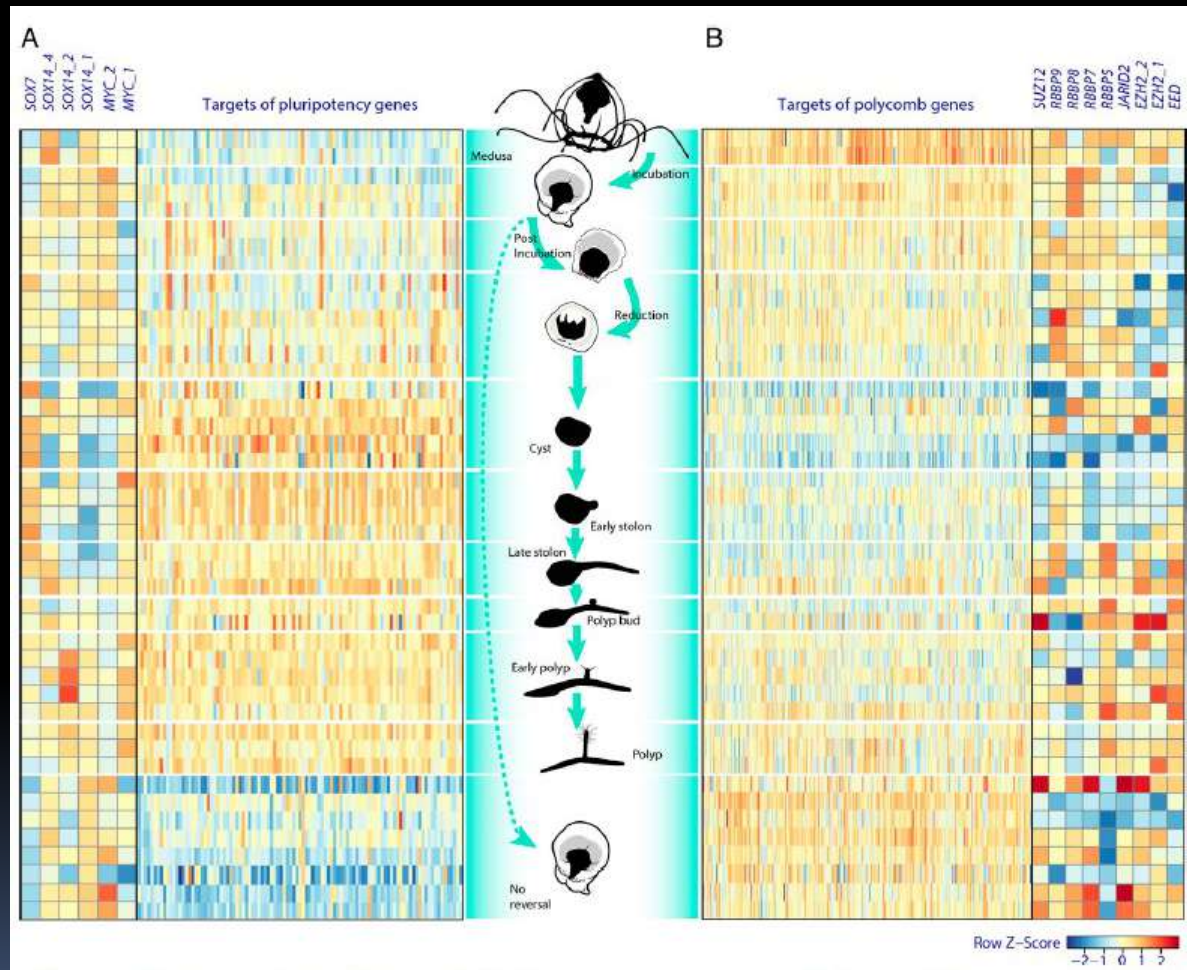 A
SOX7
SOX14_4
SOX14_2
SOX14_1
MYC_2
MYC_1
Targets of pluripotency genes
B
Targets of polycomb genes
SUZ12
RBBP9
RBBP8
RBBP7
RBBP5
JARID2
EZH2_2
EZH2_1
EED
Medusa
Incubation
Post
Incubation
Reduction
Cyst
Early stolon
Late stolon
Polyp bud
Early polyp
Polyp
No
reversal
Row Z-Score
-2-1 0 1 2